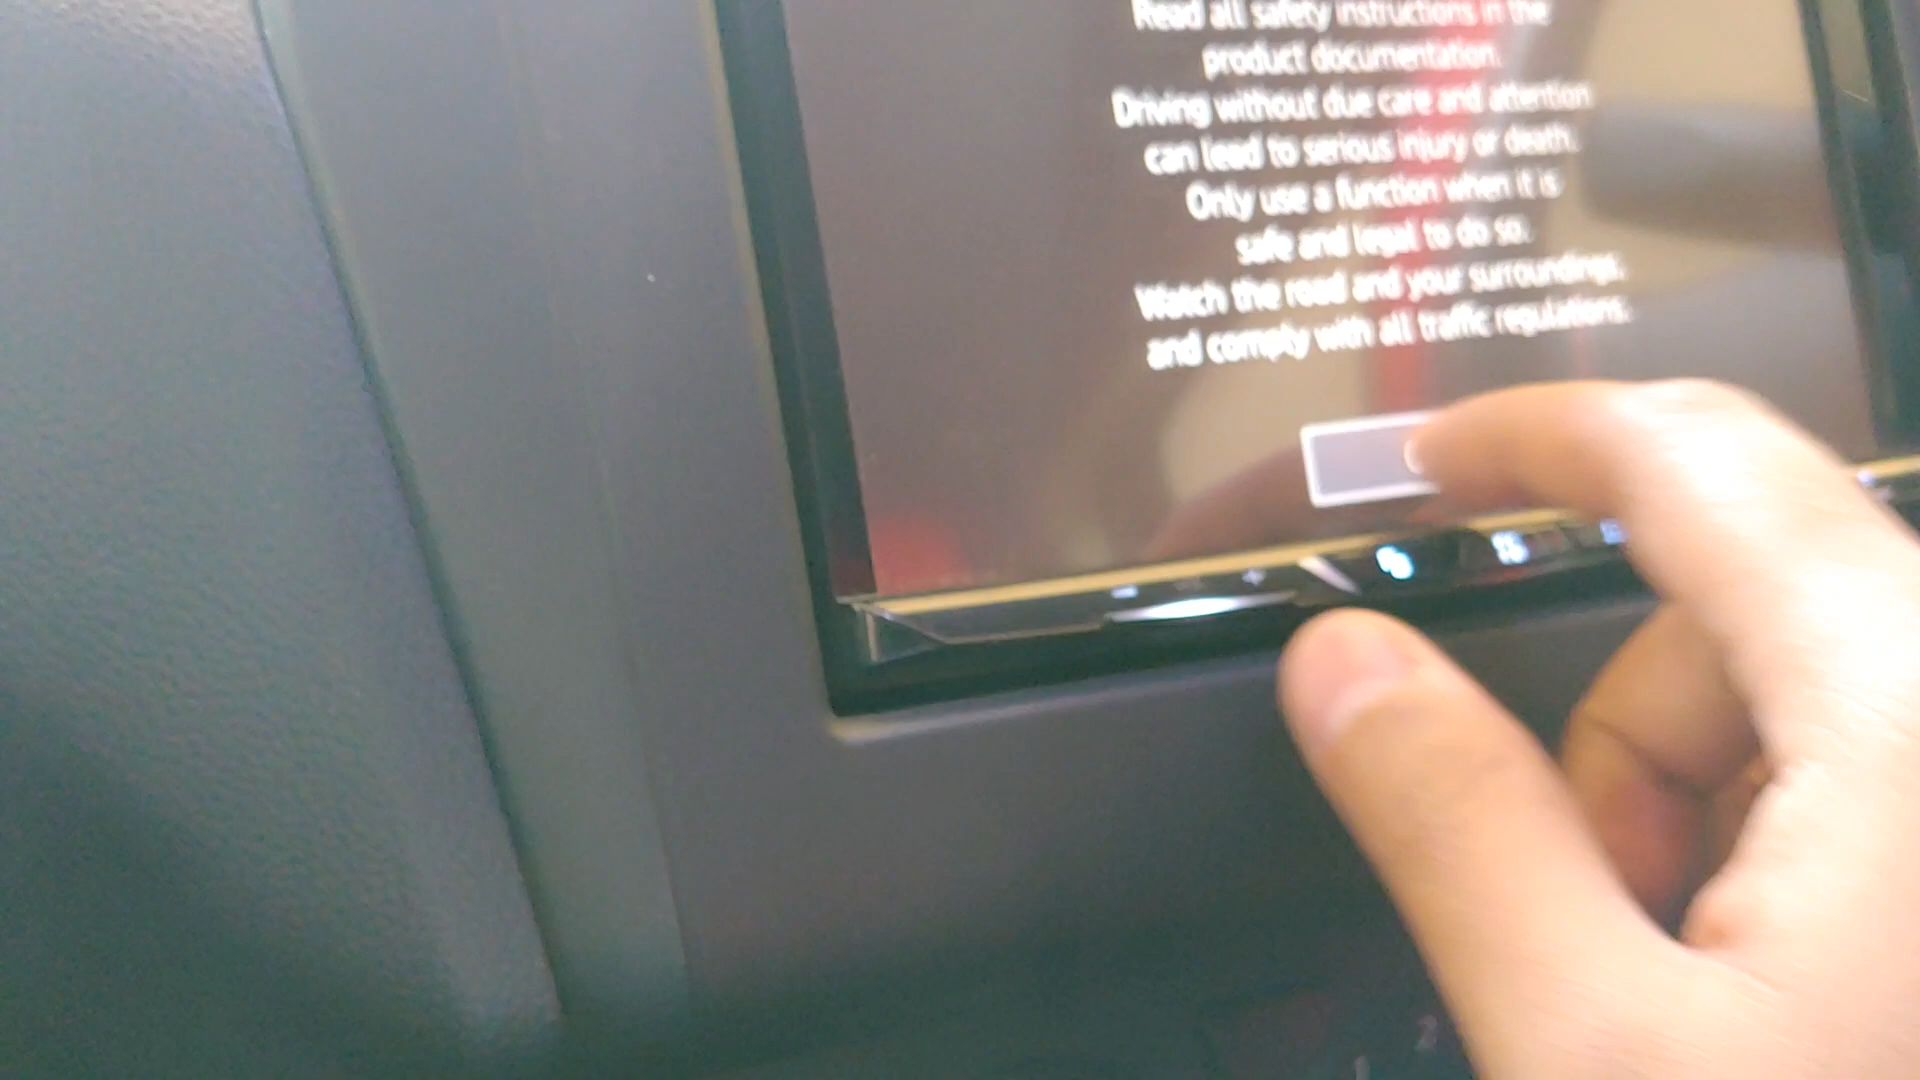 Read all safety instructions in the
product documentation.
Driving without due care and attention
can lead to serious injury or death.
Only use a function when it is
safe and legal to do so.
Watch the road and your surroundings.
and comply with all traffic regulations.
2
1